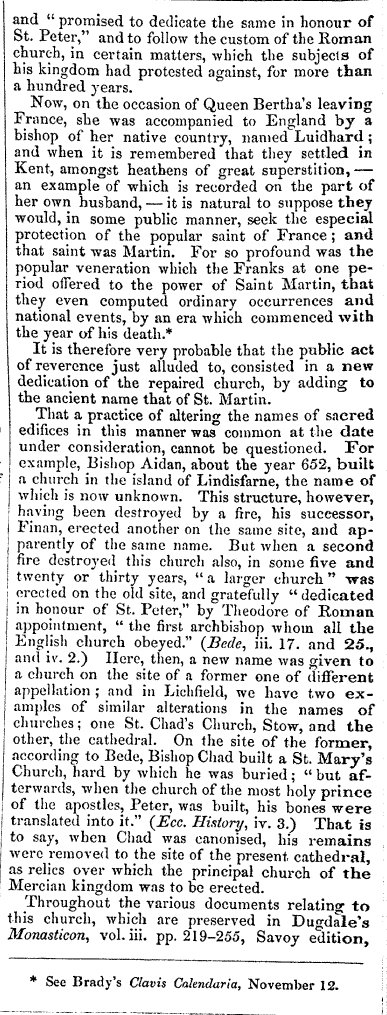 and “ promised to dedicate the same in honour of
St. Peter,” and to follow the custom of the Roman
church, in certain matters, which the subjects of
his kingdom had protested against, for more than
a hundred years.
Now, on the occasion of Queen Bertha's leaving
France, she was accompanied to England by a
bishop of her native country, named Luidhard ;
and when it is remembered that they settled in
Kent, amongst heathens of great superstition, —
an example of which is recorded on the part of
her own husband, — it is natural to suppose they
would, in some public manner, seek the especial
protection of the popular saint of France ; and
that saint was Martin. For so profound was the
popular veneration which the Franks at one pe-
riod offered to the power of Saint Martin, that
they even computed ordinary occurrences and
national events, by an era which commenced with
the year of his death.*
It is therefore very probable that the public act
of reverence just alluded to, consisted in a new
dedication of the repaired church, by adding to
the ancient name that of St. Martin.
That a practice of altering the names of sacred
edifices in this manner was common at the date
under consideration, cannot be questioned. For
example, Bishop Aidan, about the year 652, built
a church in the island of Lindisfarne, the name of
which is now unknown. This structure, however,
having been destroyed by a fire, his successor,
Finan, erected another on the same site, and ap-
parently of the same name. But when a second
fire destroyed this church also, in some five and
twenty or thirty years, “ a larger church ” was
erected on the old site, and gratefully “ dedicated
in honour of St. Peter,” by Theodore of Roman
appointment, “ the first archbishop whom all the
English church obeyed.” (Bede, iii. 17. and 25.,
and iv. 2.) Here, then, a new name was given to
a church on the site of a former one of different
appellation ; and in Lichfield, we have two ex-
amples of similar alterations in the names of
churches ; one St. Chad's Church, Stow, and the
other, the cathedral. On the site of the former,
according to Bede, Bishop Chad built a St. Mary's
Church, hard by which he was buried ; “ but af-
terwards, when the church of the most holy prince
of the apostles, Peter, was built, his bones were
translated into it.” (Ecc. History, iv. 3.) That is
to say, when Chad was canonised, his remains
were removed to the site of the present cathedral,
as relics over which the principal church of the
Mercian kingdom was to be erected.
Throughout the various documents relating to
this church, which are preserved in Dugdale's
Monasticon, vol. iii. pp. 219–255, Savoy edition,
* See Brady's Clavis Calendaria, November 12.